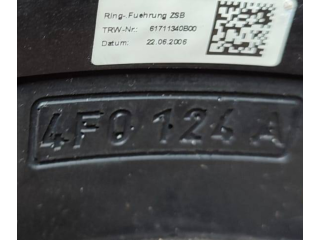 Ring-Fuehrung ZSB
TRW-Nr.: 61711340B00
Datum: 22.06.2006
4F0 124 A